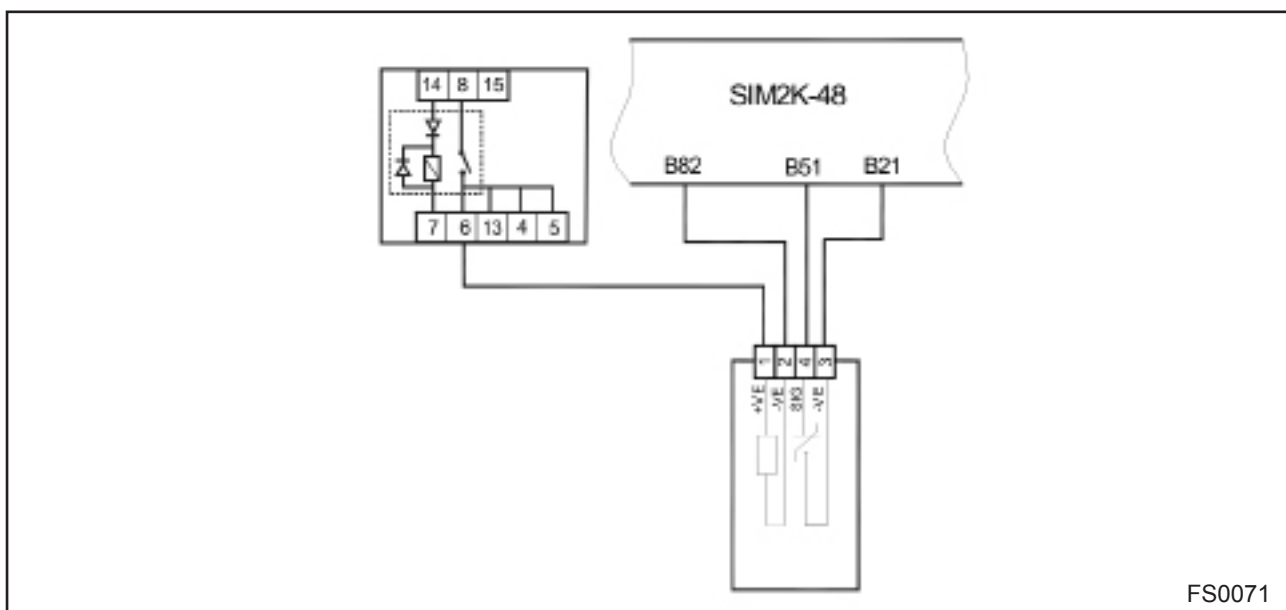 14 8 15
SIM2K-48
B82 B51 B21
7 6 13 4 5
1 2 4 3
+VE -VE SIG -VE
FS0071